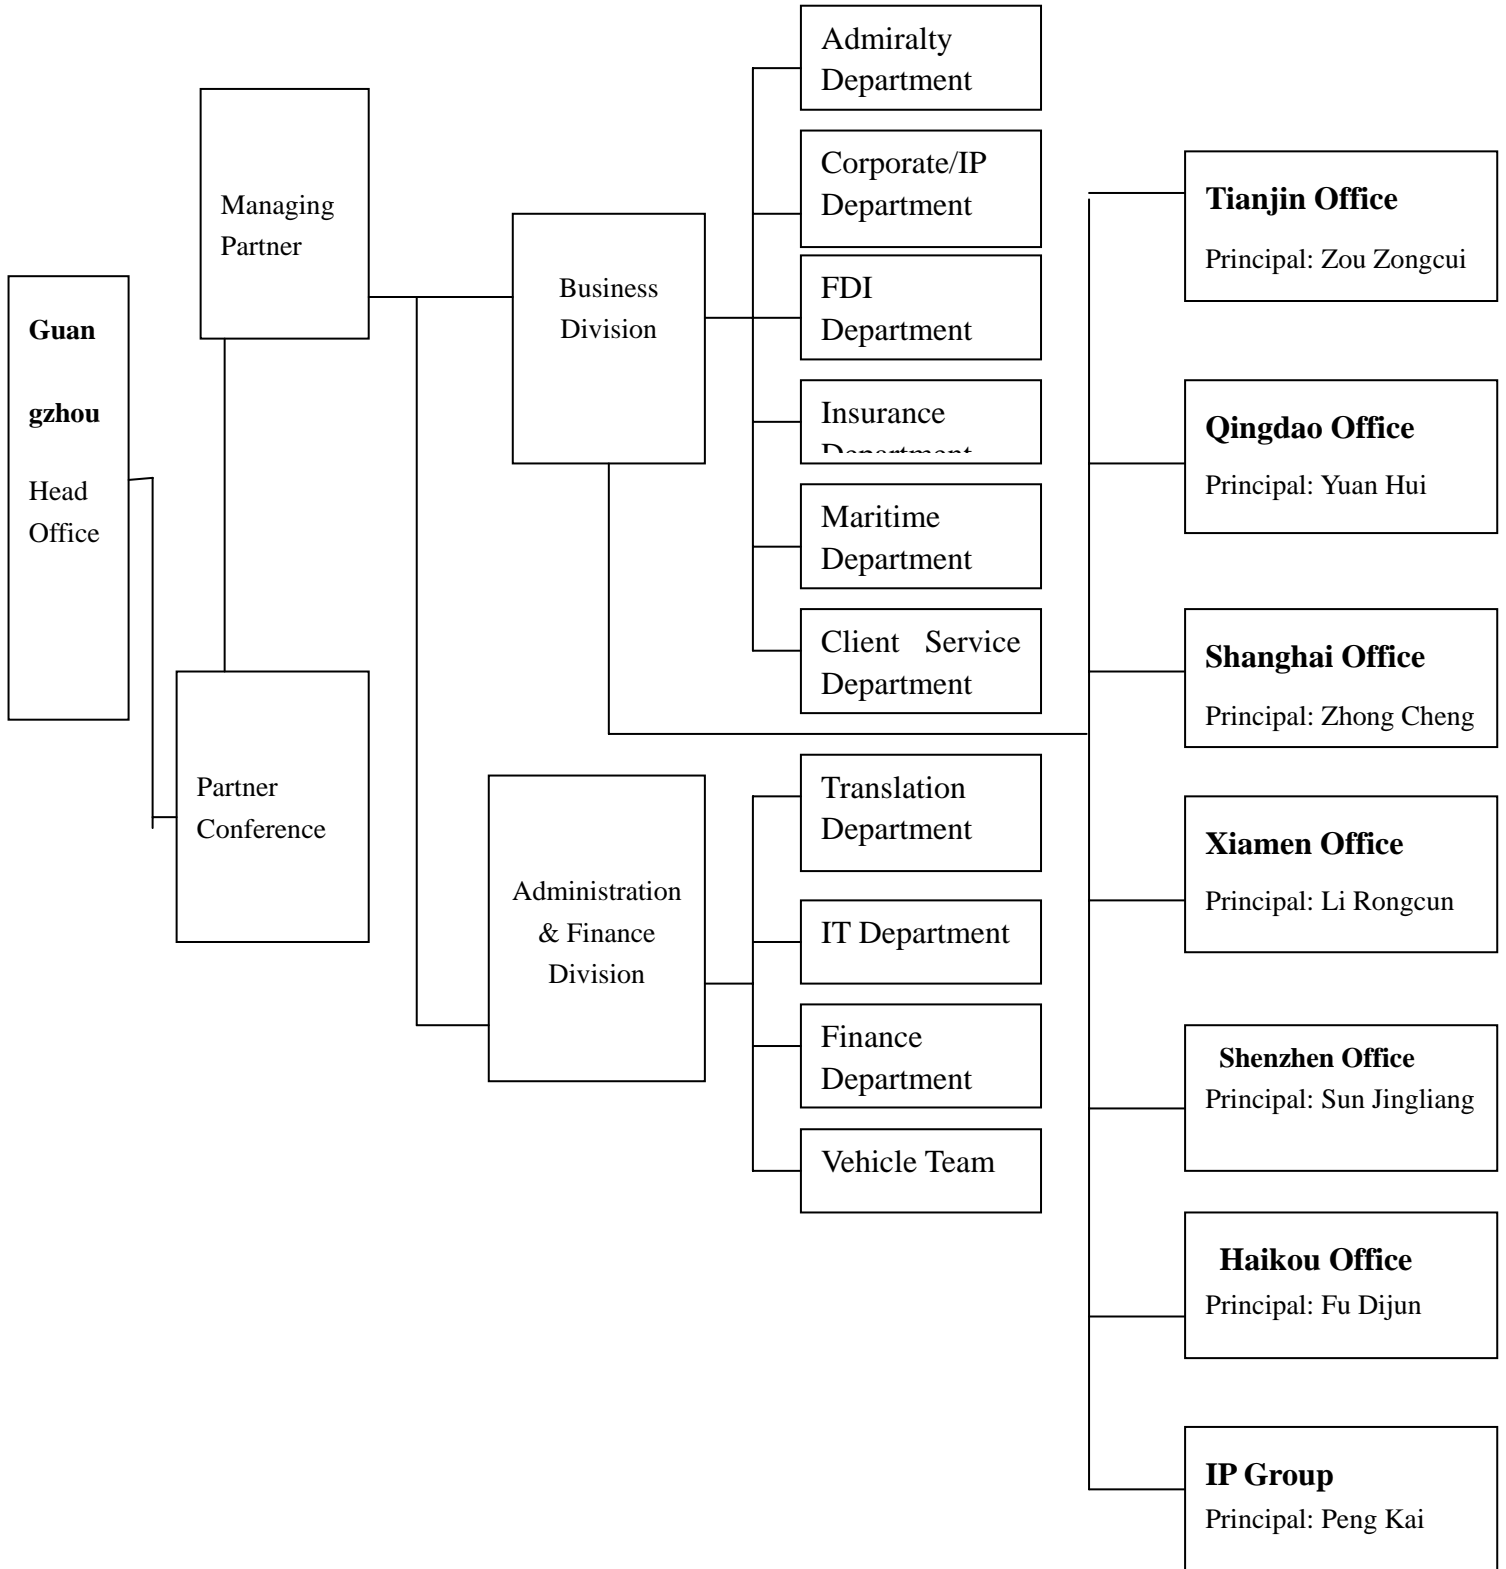 Guan
gzhou
Head
Office
Managing
Partner
Partner
Conference
Business
Division
Administration
& Finance
Division
Admiralty
Department
Corporate/IP
Department
FDI
Department
Insurance
Department
Maritime
Department
Client Service
Department
Translation
Department
IT Department
Finance
Department
Vehicle Team
Tianjin Office
Principal: Zou Zongcui
Qingdao Office
Principal: Yuan Hui
Shanghai Office
Principal: Zhong Cheng
Xiamen Office
Principal: Li Rongcun
Shenzhen Office
Principal: Sun Jingliang
Haikou Office
Principal: Fu Dijun
IP Group
Principal: Peng Kai